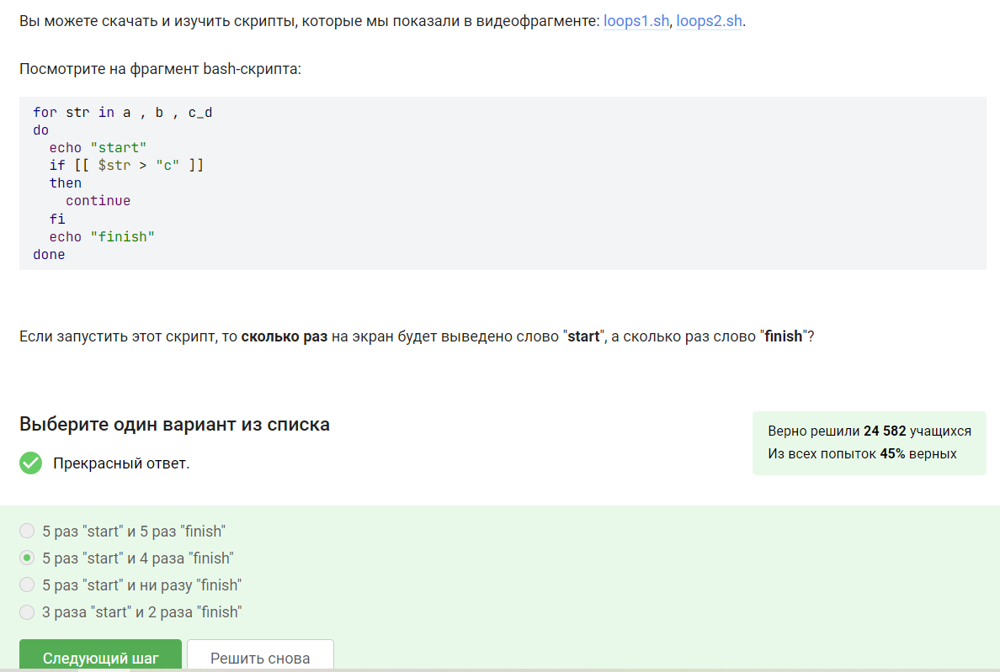 Вы можете скачать и изучить скрипты, которые мы показали в видеофрагменте: loops1.sh, loops2.sh.
Посмотрите на фрагмент bash-скрипта:
for str in a , b , c_d
do
  echo "start"
  if [[ $str > "c" ]]
  then
    continue
  fi
  echo "finish"
done
Если запустить этот скрипт, то сколько раз на экран будет выведено слово "start", а сколько раз слово "finish"?
Выберите один вариант из списка
Верно решили 24 582 учащихся
Из всех попыток 45% верных
Прекрасный ответ.
5 раз "start" и 5 раз "finish"
5 раз "start" и 4 раза "finish"
5 раз "start" и ни разу "finish"
3 раза "start" и 2 раза "finish"
Следующий шаг
Решить снова